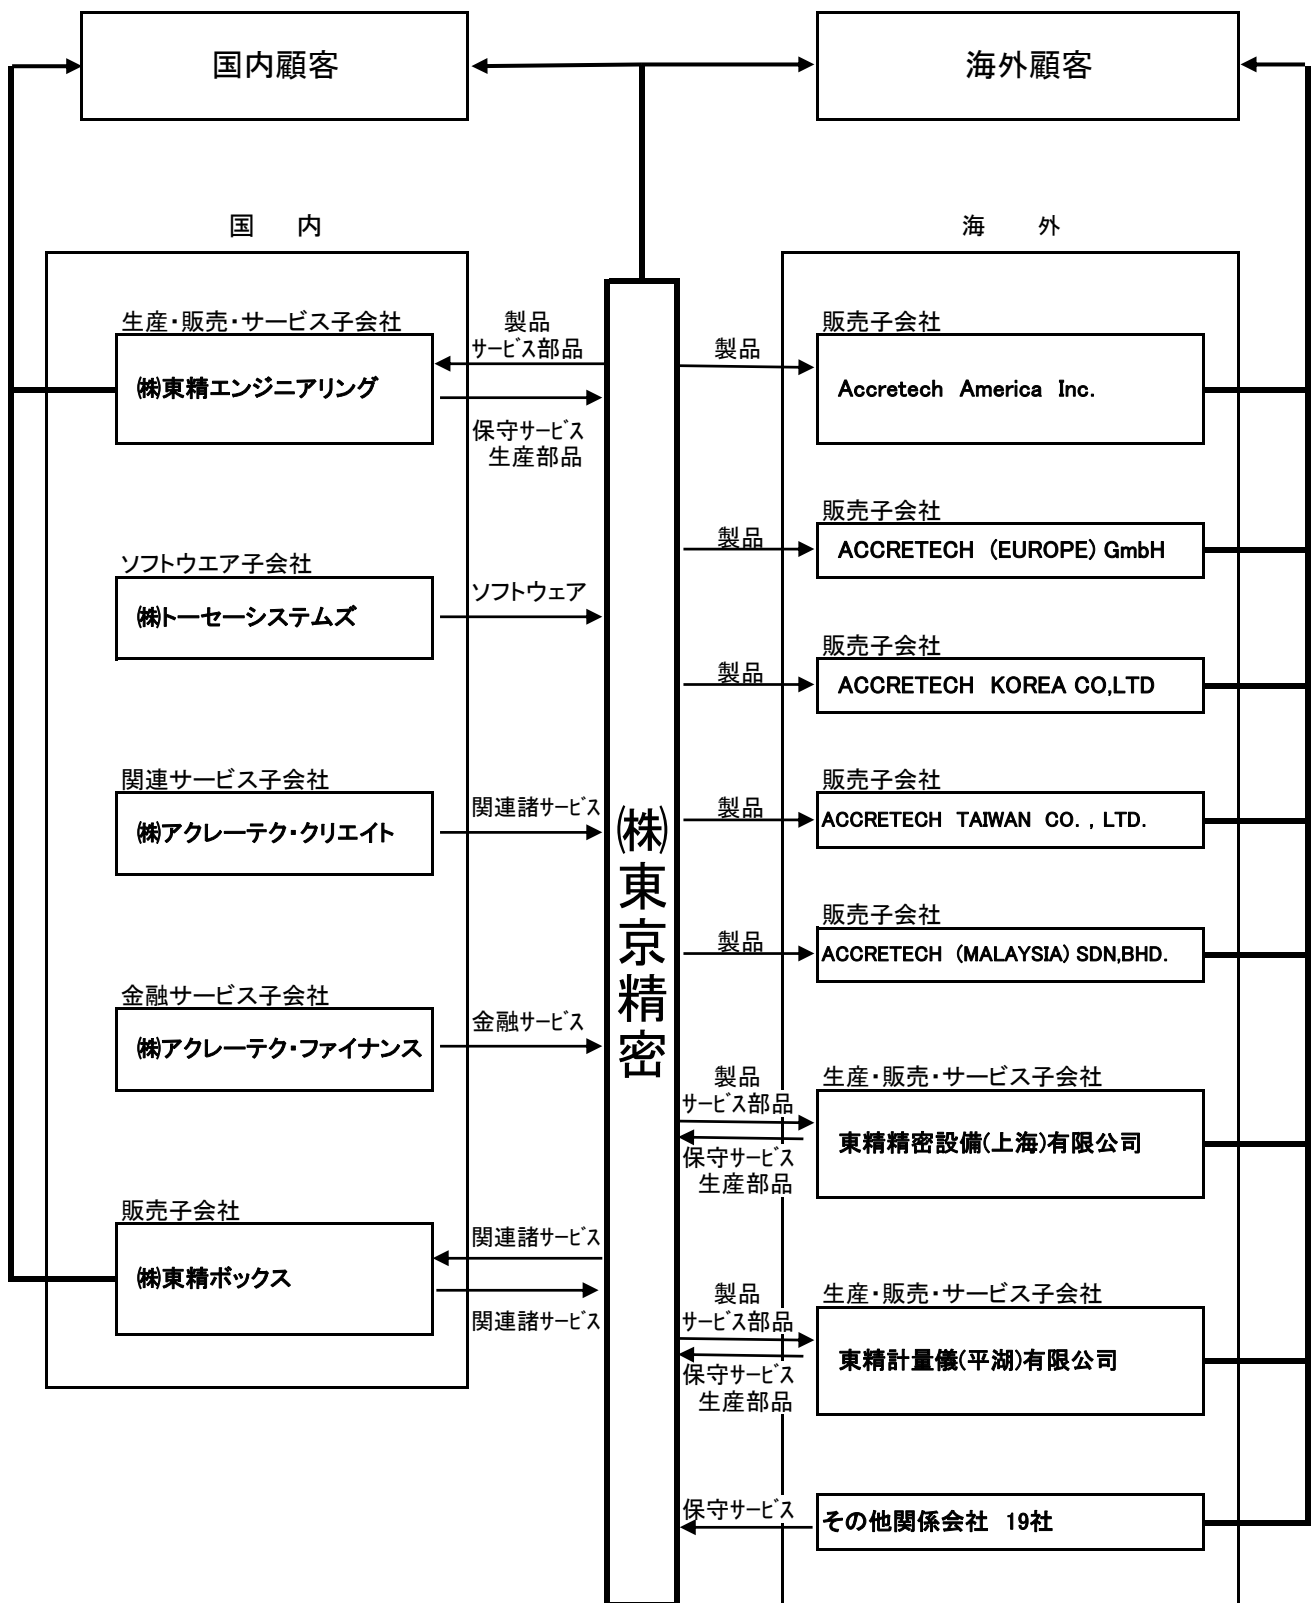 国内顧客
海外顧客
国 内
海 外
生産・販売・サービス子会社
㈱東精エンジニアリング
製品
サービス部品
保守サービス
生産部品
ソフトウエア子会社
㈱トーセーシステムズ
ソフトウェア
関連サービス子会社
㈱アクレーテク・クリエイト
関連諸サービス
金融サービス子会社
㈱アクレーテク・ファイナンス
金融サービス
販売子会社
㈱東精ボックス
関連諸サービス
関連諸サービス
㈱東京精密
販売子会社
製品
Accretech America Inc.
販売子会社
製品
ACCRETECH (EUROPE) GmbH
販売子会社
製品
ACCRETECH KOREA CO,LTD
販売子会社
製品
ACCRETECH TAIWAN CO. , LTD.
販売子会社
製品
ACCRETECH (MALAYSIA) SDN,BHD.
生産・販売・サービス子会社
製品
サービス部品
東精精密設備(上海)有限公司
保守サービス
生産部品
生産・販売・サービス子会社
製品
サービス部品
東精計量儀(平湖)有限公司
保守サービス
生産部品
保守サービス
その他関係会社 19社